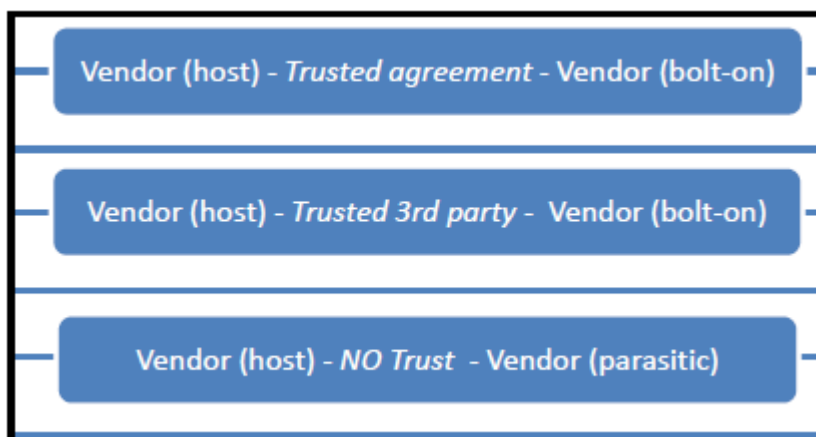 Vendor (host) - Trusted agreement - Vendor (bolt-on)
Vendor (host) - Trusted 3rd party -  Vendor (bolt-on)
Vendor (host) - NO Trust  - Vendor (parasitic)